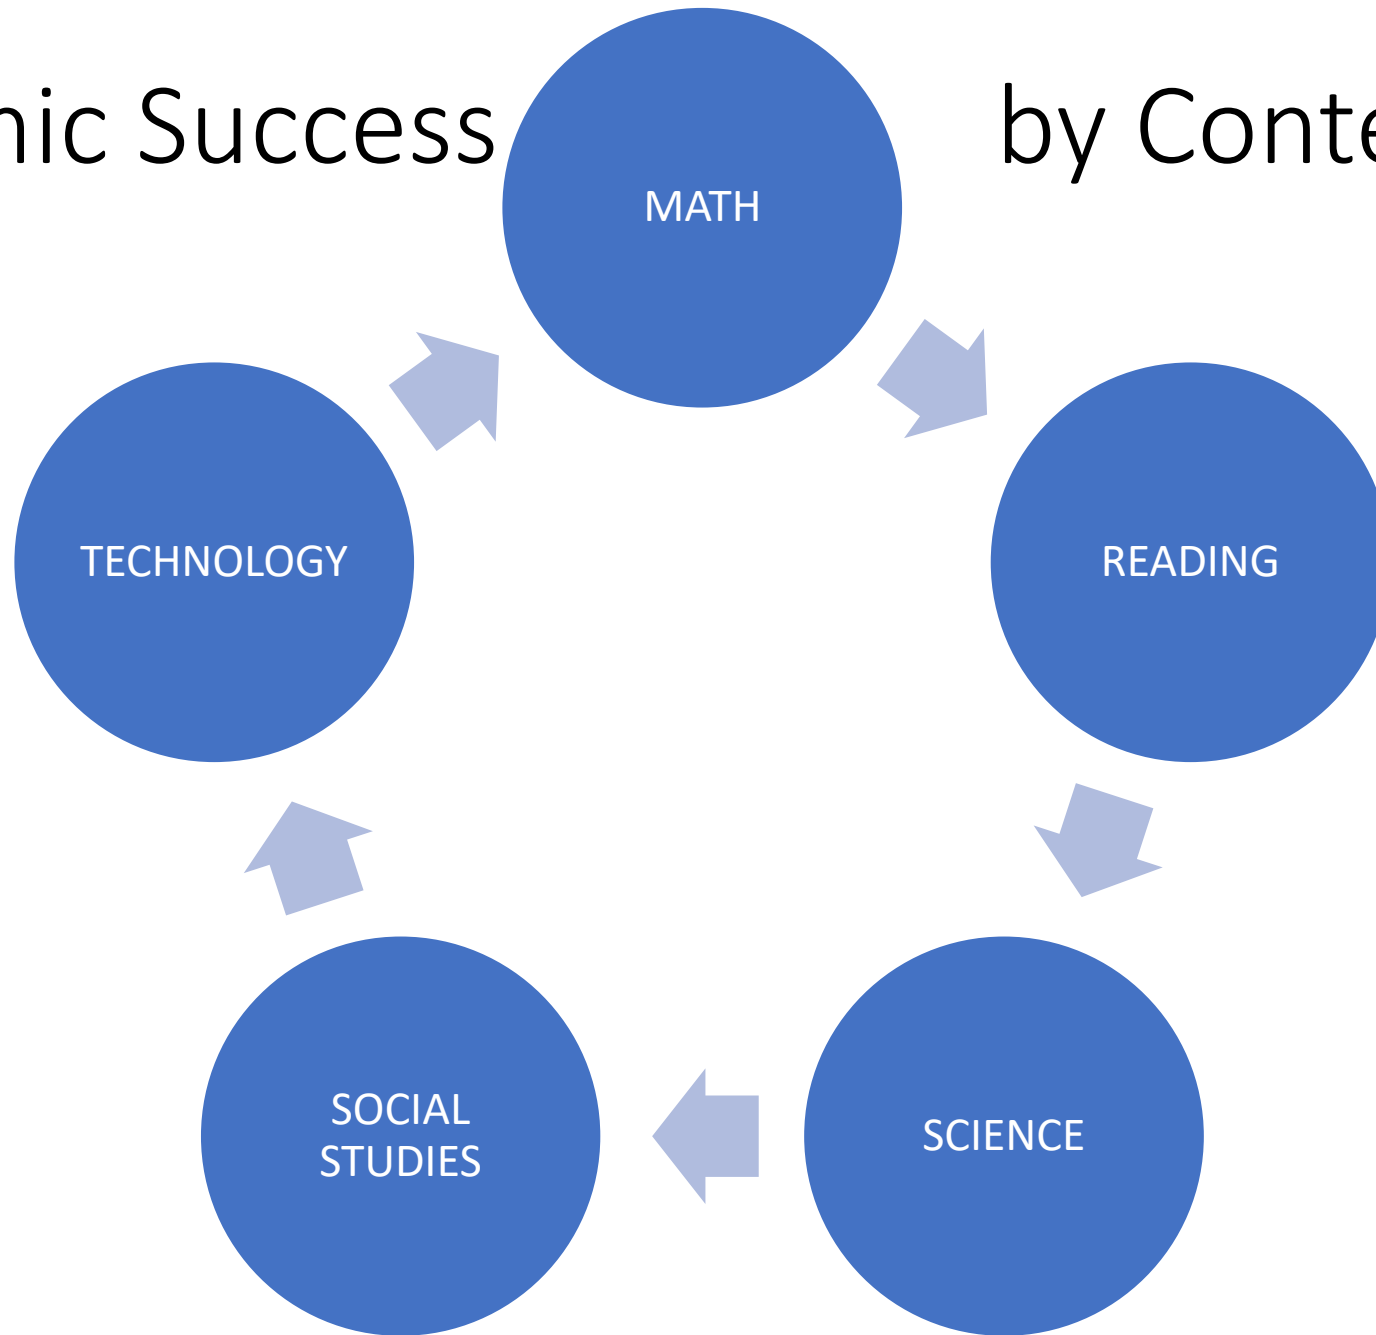 nic Success by Conte
MATH
TECHNOLOGY
READING
SOCIAL
STUDIES
SCIENCE